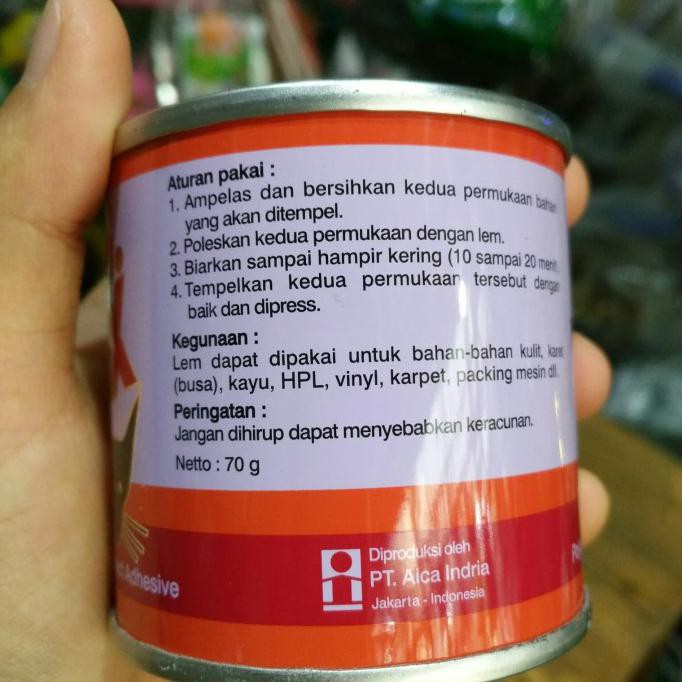 Aturan pakai :
1. Ampelas dan bersihkan kedua permukaan bahan
yang akan ditempel.
2. Poleskan kedua permukaan dengan lem.
3. Biarkan sampai hampir kering (10 sampai 20 menit
4. Tempelkan kedua permukaan tersebut dengan
baik dan dipress.
Kegunaan :
Lem dapat dipakai untuk bahan-bahan kulit, karet
(busa), kayu, HPL, vinyl, karpet, packing mesin dll.
Peringatan :
Jangan dihirup dapat menyebabkan keracunan.
Netto : 70 g
Adhesive
Diproduksi oleh
PT. Aica Indria
Jakarta - Indonesia